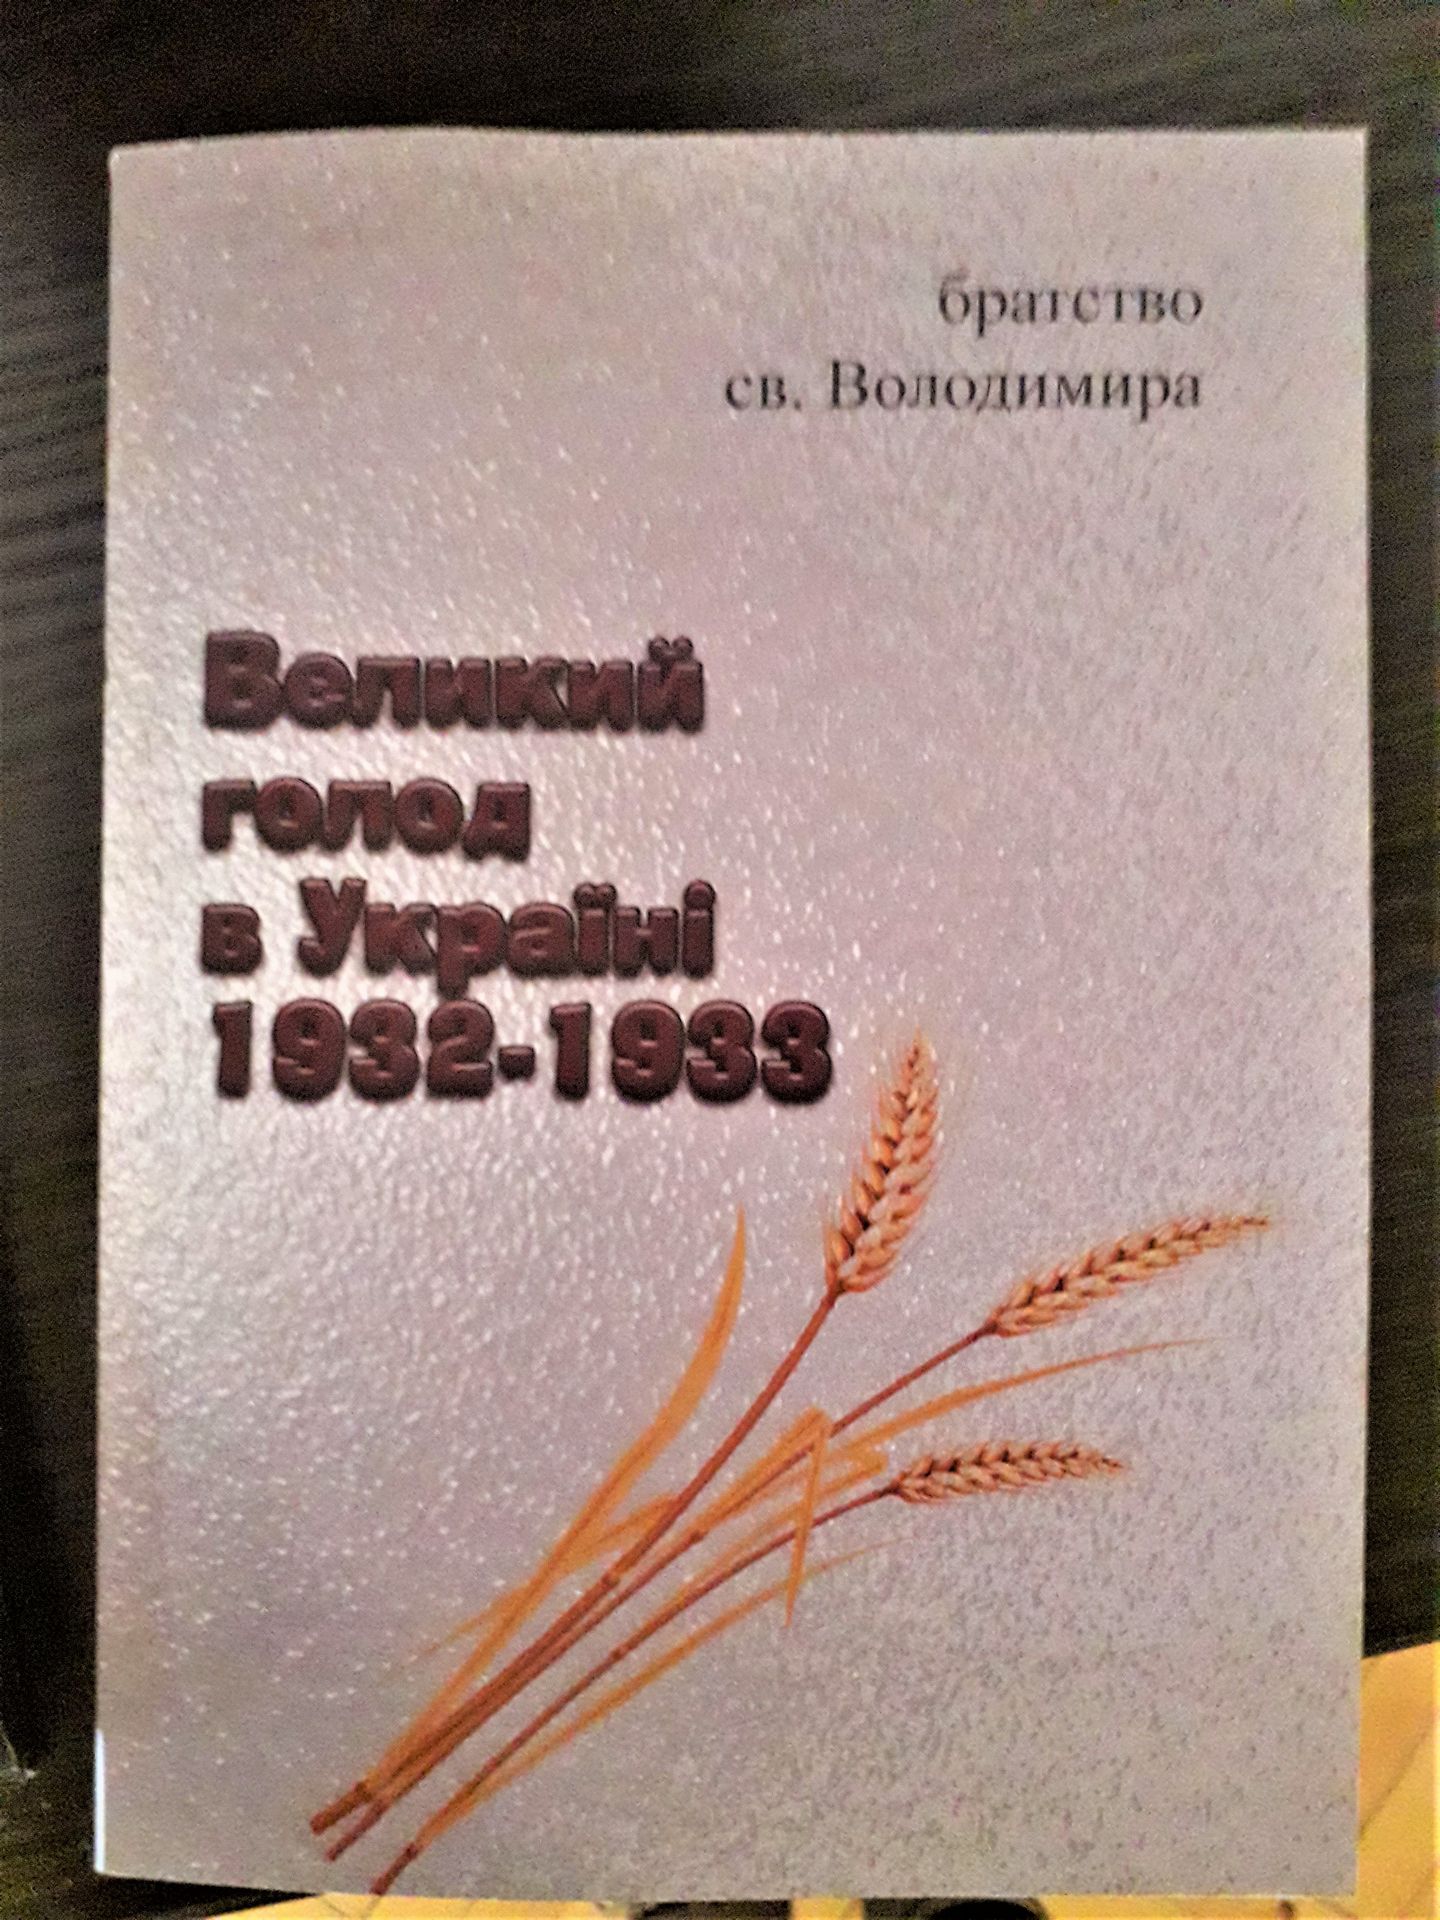 братство
св. Володимира
Великий
голод
в Україні
1932-1933